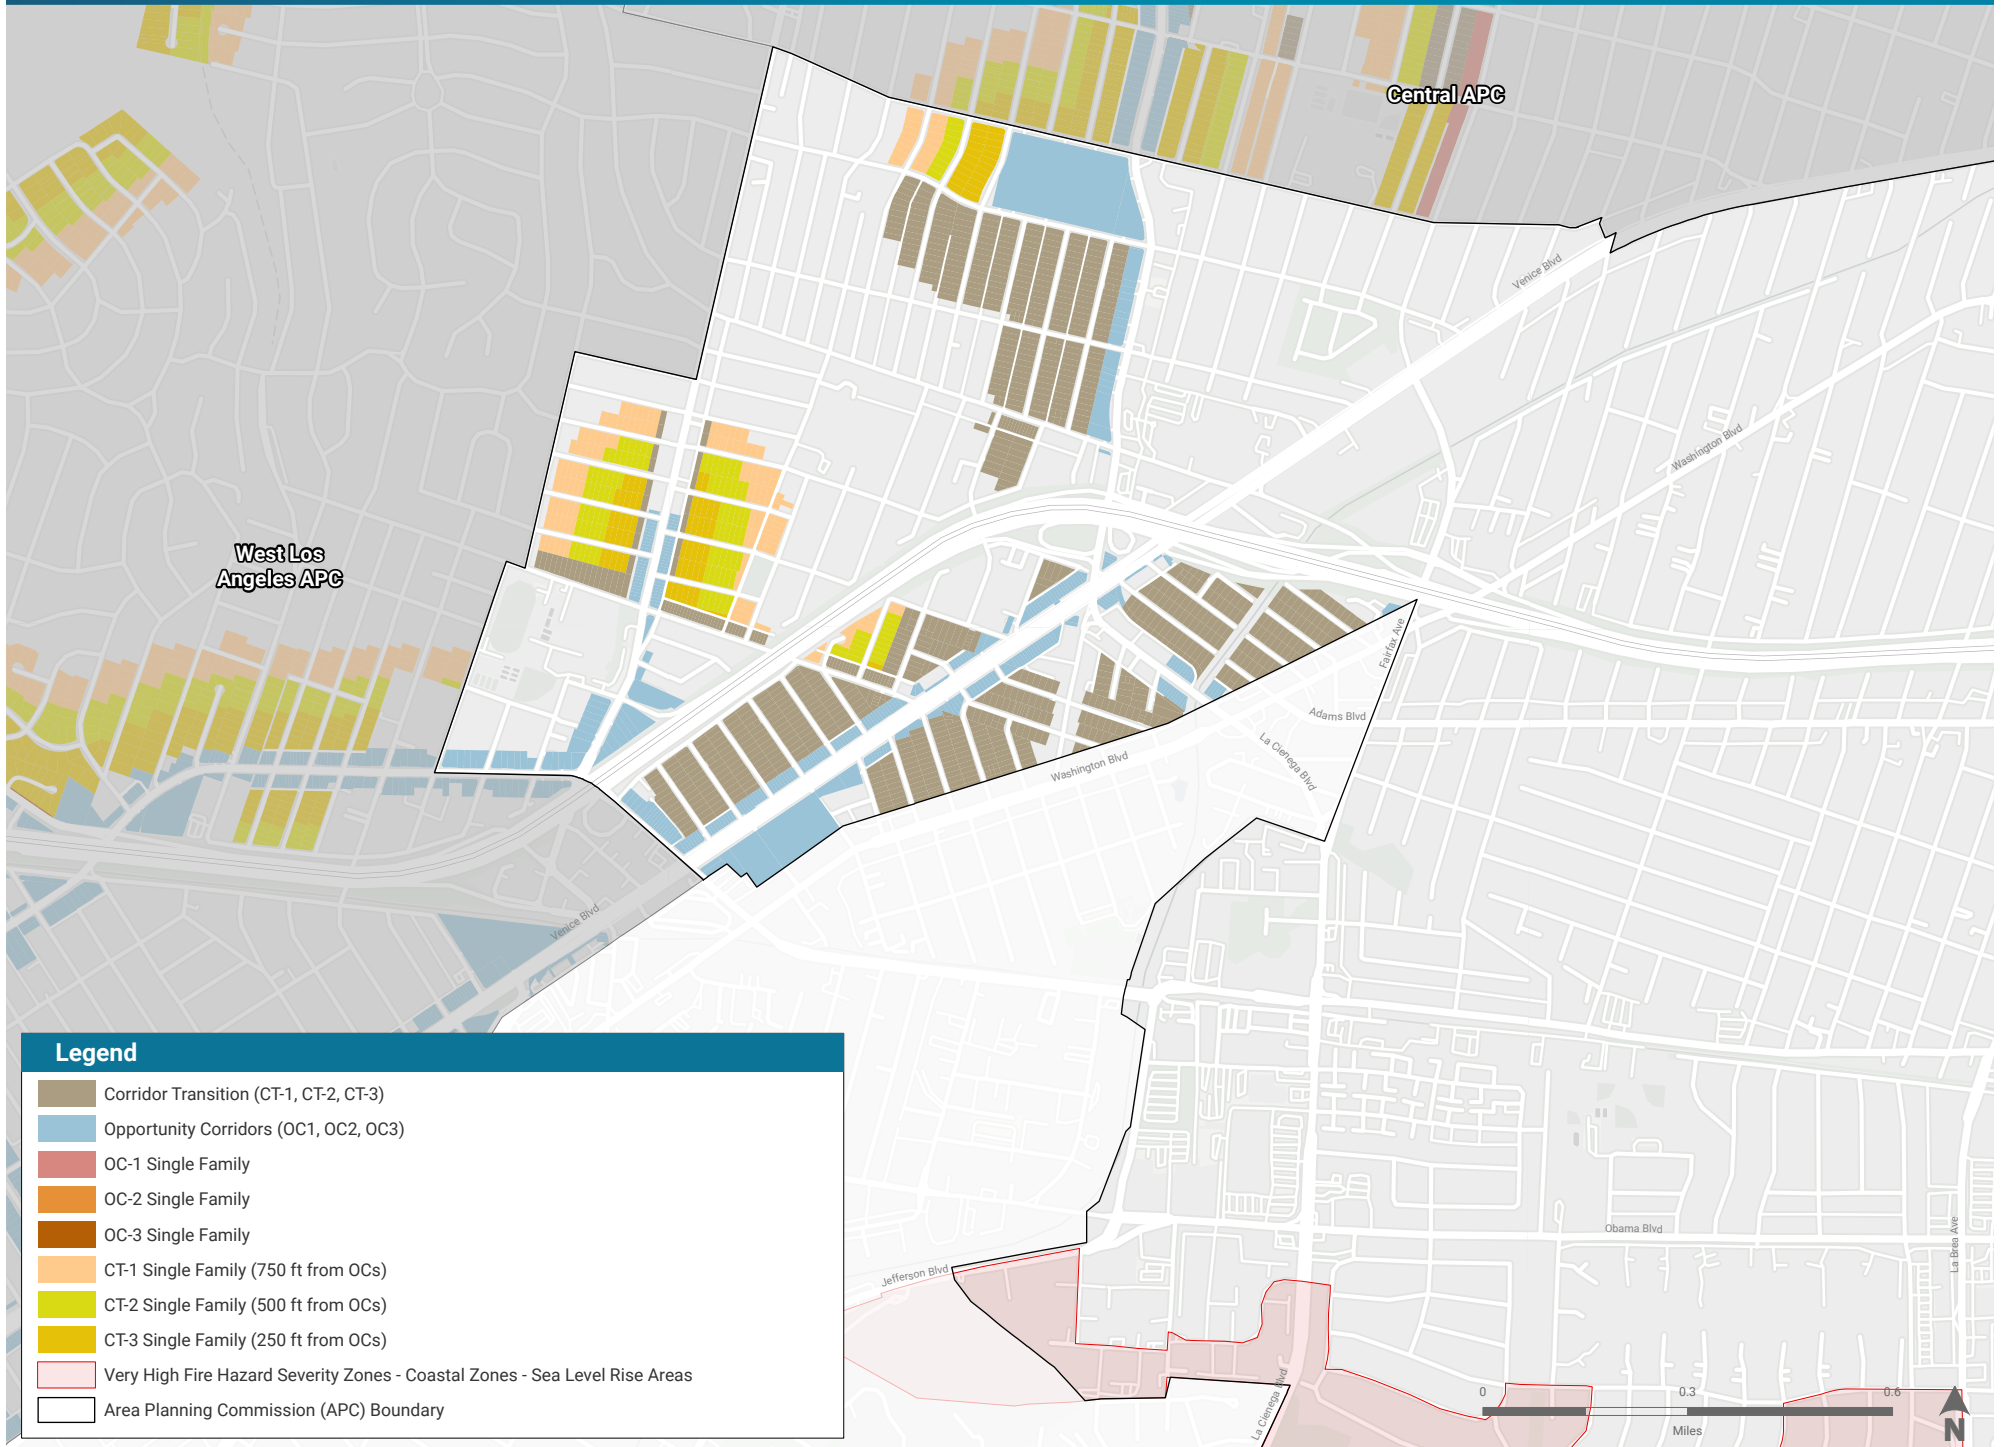 Central APC
Venice Blvd
Washington Blvd
West Los
Angeles APC
Fairfax Ave
Adams Blvd
La Cienega Blvd
Washington Blvd
Venice Blvd
Obama Blvd
La Brea Ave
Jefferson Blvd
La Cienega Blvd
Legend
Corridor Transition (CT-1, CT-2, CT-3)
Opportunity Corridors (OC1, OC2, OC3)
OC-1 Single Family
OC-2 Single Family
OC-3 Single Family
CT-1 Single Family (750 ft from OCs)
CT-2 Single Family (500 ft from OCs)
CT-3 Single Family (250 ft from OCs)
Very High Fire Hazard Severity Zones - Coastal Zones - Sea Level Rise Areas
Area Planning Commission (APC) Boundary
0 0.3 0.6
Miles
N